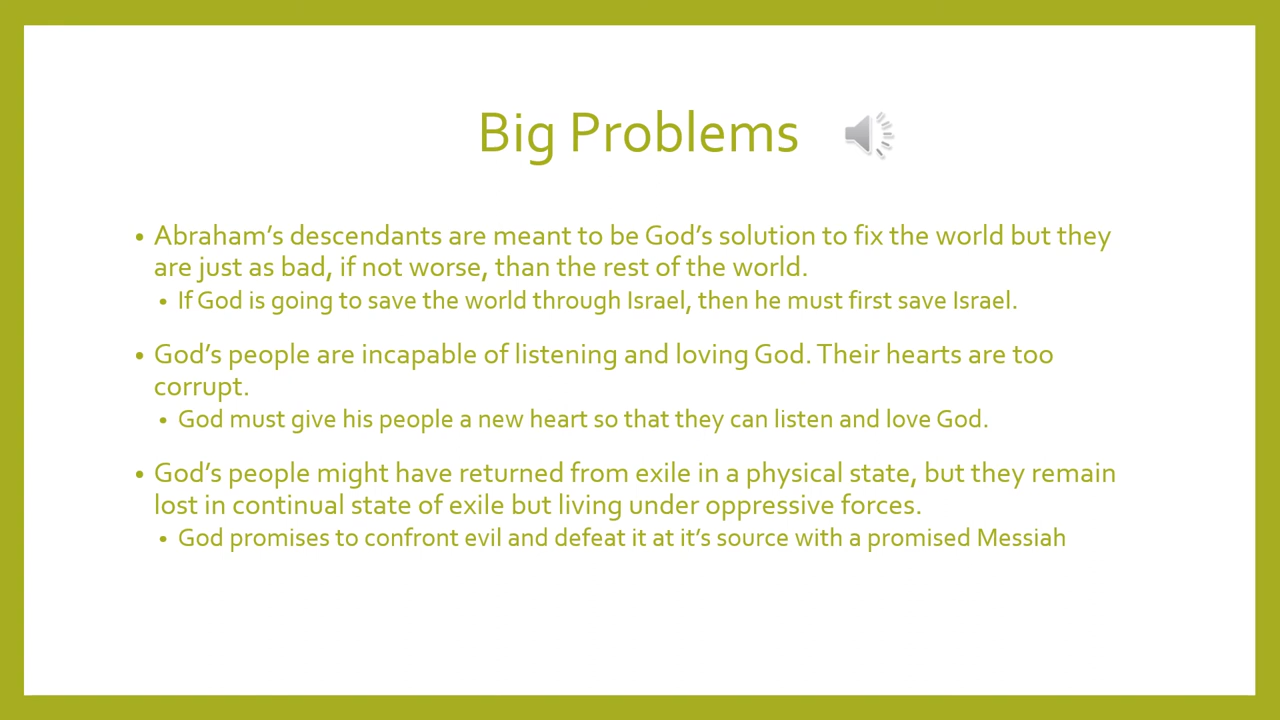 Big Problems
• Abraham’s descendants are meant to be God’s solution to fix the world but they
are just as bad, if not worse, than the rest of the world.
• If God is going to save the world through Israel, then he must first save Israel.
• God’s people are incapable of listening and loving God. Their hearts are too
corrupt.
• God must give his people a new heart so that they can listen and love God.
• God’s people might have returned from exile in a physical state, but they remain
lost in continual state of exile but living under oppressive forces.
• God promises to confront evil and defeat it at it’s source with a promised Messiah